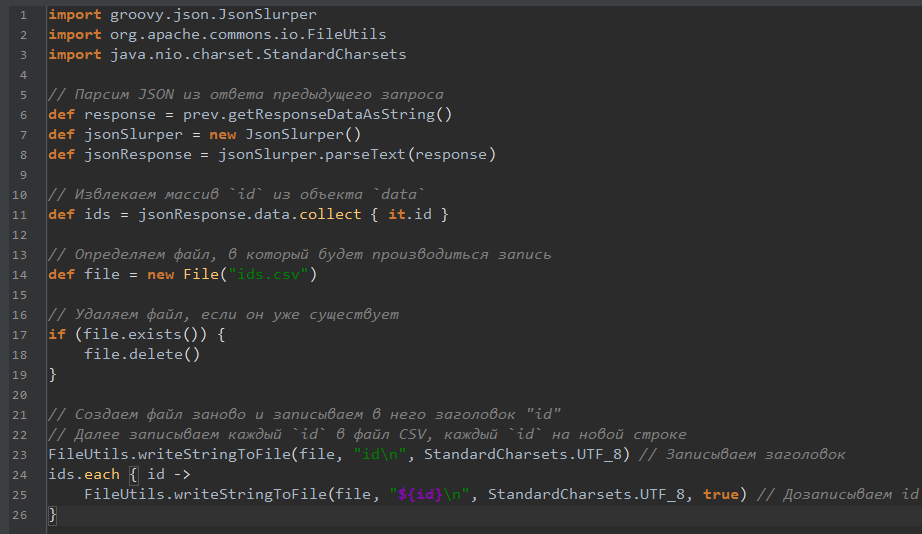 1 import groovy.json.JsonSlurper
2 import org.apache.commons.io.FileUtils
3 import java.nio.charset.StandardCharsets
4
5 // Парсим JSON из ответа предыдущего запроса
6 def response = prev.getResponseDataAsString()
7 def jsonSlurper = new JsonSlurper()
8 def jsonResponse = jsonSlurper.parseText(response)
9
10 // Извлекаем массив `id` из объекта `data`
11 def ids = jsonResponse.data.collect { it.id }
12
13 // Определяем файл, в который будет производиться запись
14 def file = new File("ids.csv")
15
16 // Удаляем файл, если он уже существует
17 if (file.exists()) {
18     file.delete()
19 }
20
21 // Создаем файл заново и записываем в него заголовок "id"
22 // Далее записываем каждый `id` в файл CSV, каждый `id` на новой строке
23 FileUtils.writeStringToFile(file, "id\n", StandardCharsets.UTF_8) // Записываем заголовок
24 ids.each { id ->
25     FileUtils.writeStringToFile(file, "${id}\n", StandardCharsets.UTF_8, true) // Дозаписываем id
26 }